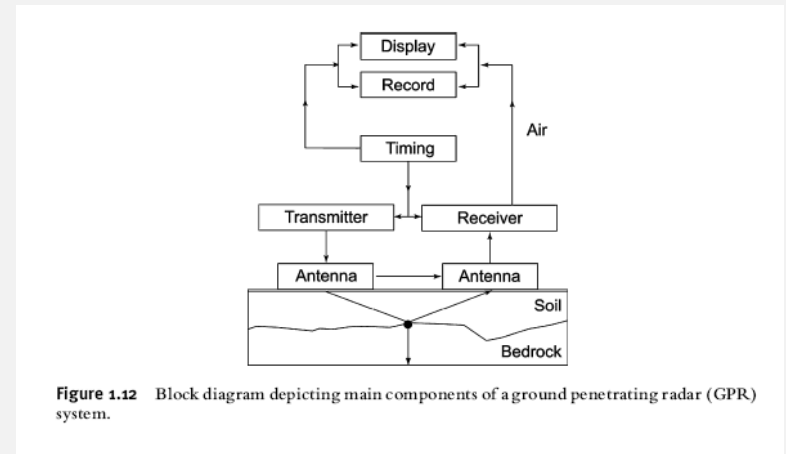 Display
Record
Air
Timing
Transmitter
Receiver
Antenna
Antenna
Soil
Bedrock
Figure 1.12 Block diagram depicting main components of a ground penetrating radar (GPR)
system.